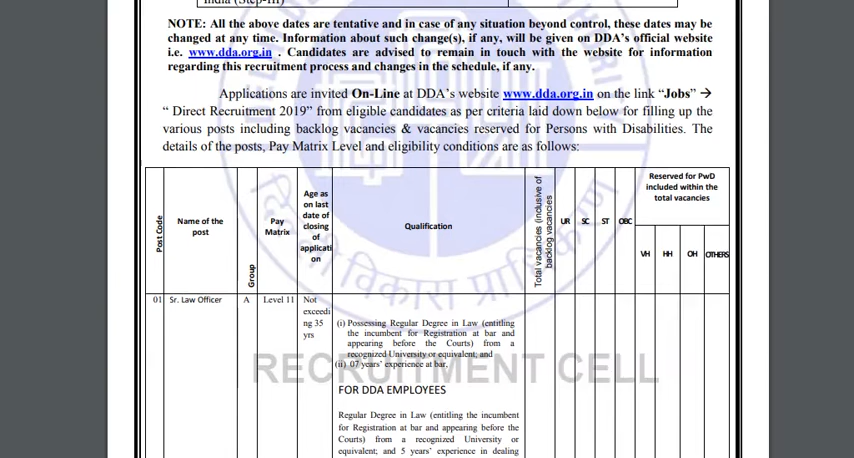 India (Step-III)
NOTE: All the above dates are tentative and in case of any situation beyond control, these dates may be
changed at any time. Information about such change(s), if any, will be given on DDA's official website
i.e. www.dda.org.in . Candidates are advised to remain in touch with the website for information
regarding this recruitment process and changes in the schedule, if any.
Applications are invited On-Line at DDA's website www.dda.org.in on the link "Jobs" →
" Direct Recruitment 2019" from eligible candidates as per criteria laid down below for filling up the
various posts including backlog vacancies & vacancies reserved for Persons with Disabilities. The
details of the posts, Pay Matrix Level and eligibility conditions are as follows:
Post Code
Name of the
post
Group
Pay
Matrix
Age as
on last
date of
closing
of
applicati
on
Qualification
Total vacancies (inclusive of
backlog vacancies
UR
SC
ST
OBC
Reserved for PwD
included within the
total vacancies
VH
HH
OH
OTHERS
01
Sr. Law Officer
A
Level 11
Not
exceedi
ng 35
yrs
(i) Possessing Regular Degree in Law (entitling
the incumbent for Registration at bar and
appearing before the Courts) from a
recognized University or equivalent; and
(ii) 07 years' experience at bar.
FOR DDA EMPLOYEES
Regular Degree in Law (entitling the incumbent
for Registration at bar and appearing before the
Courts) from a recognized University or
equivalent; and 5 years' experience in dealing
RECRUITMENT CELL